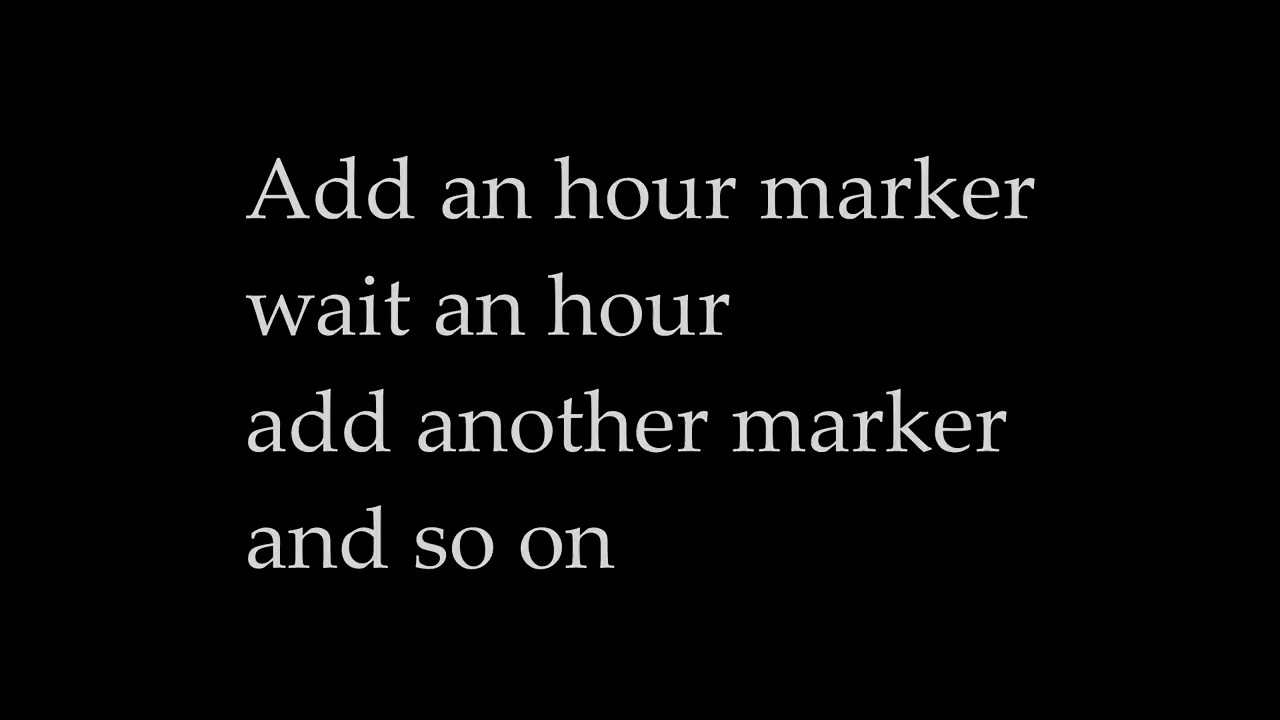 Add an hour marker
wait an hour
add another marker
and so on